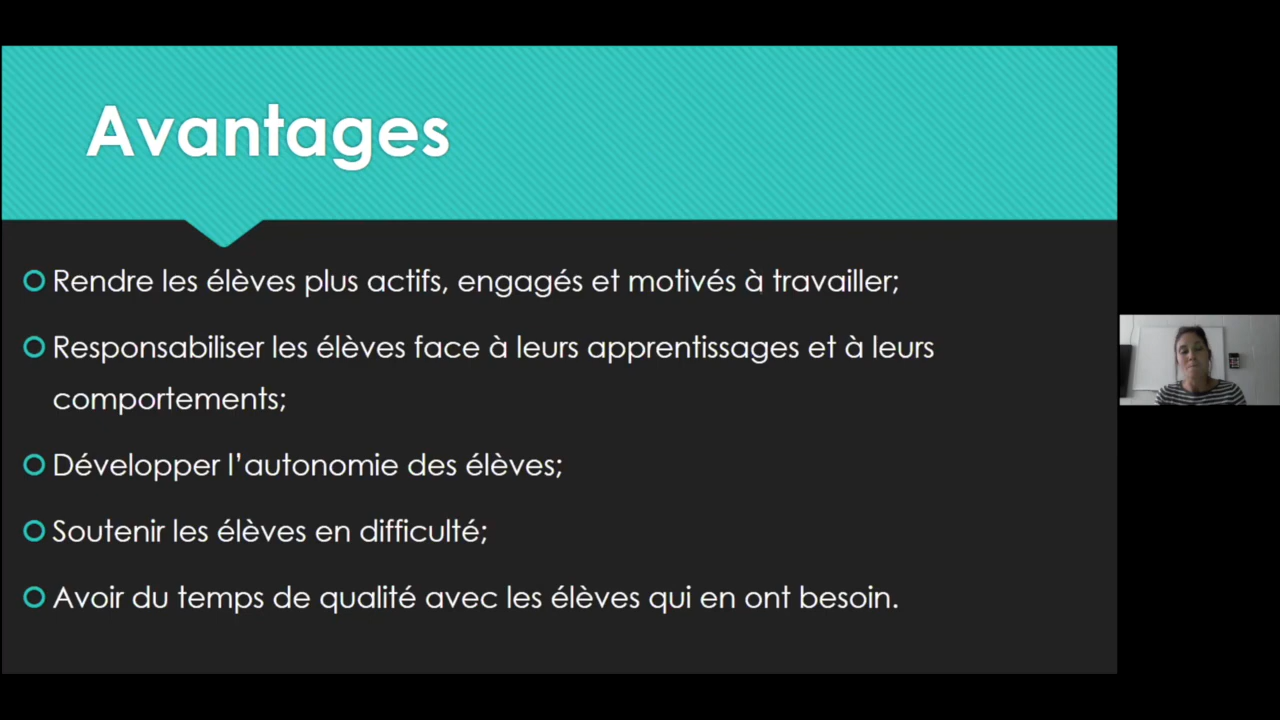 Avantages
Rendre les élèves plus actifs, engagés et motivés à travailler;
Responsabiliser les élèves face à leurs apprentissages et à leurs
comportements;
Développer l’autonomie des élèves;
Soutenir les élèves en difficulté;
Avoir du temps de qualité avec les élèves qui en ont besoin.